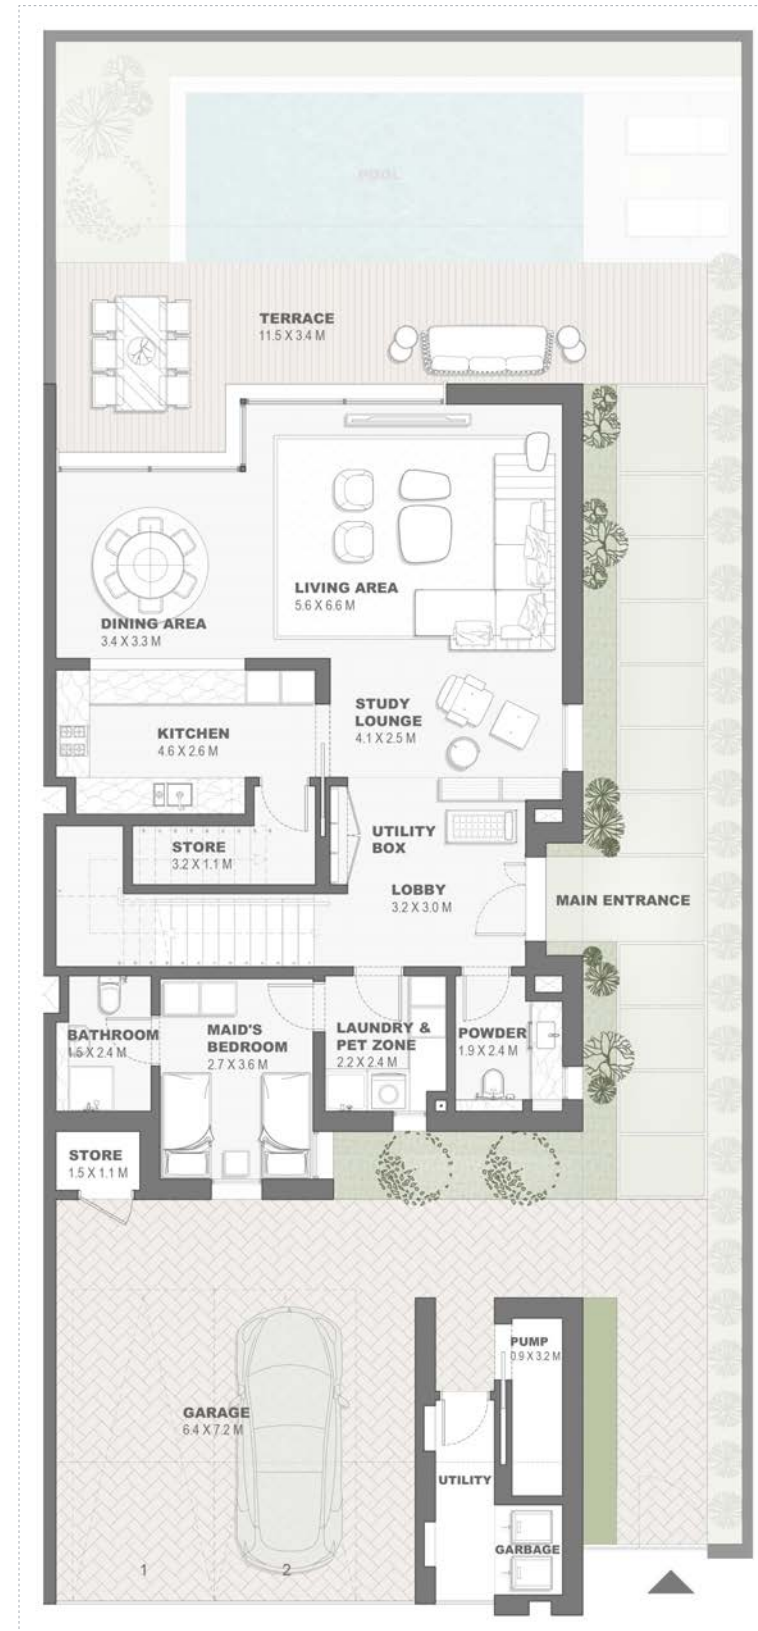 POOL
TERRACE
11.5 X 3.4 M
LIVING AREA
5.6 X 6.6 M
DINING AREA
3.4 X 3.3 M
STUDY
LOUNGE
4.1 X 2.5 M
KITCHEN
4.6 X 2.6 M
UTILITY
BOX
STORE
3.2 X 1.1 M
LOBBY
3.2 X 3.0 M
MAIN ENTRANCE
BATHROOM
1.5 X 2.4 M
MAID'S
BEDROOM
2.7 X 3.6 M
LAUNDRY &
PET ZONE
2.2 X 2.4 M
POWDER
1.9 X 2.4 M
STORE
1.5 X 1.1 M
PUMP
0.9 X 3.2 M
GARAGE
6.4 X 7.2 M
UTILITY
GARBAGE
1
2